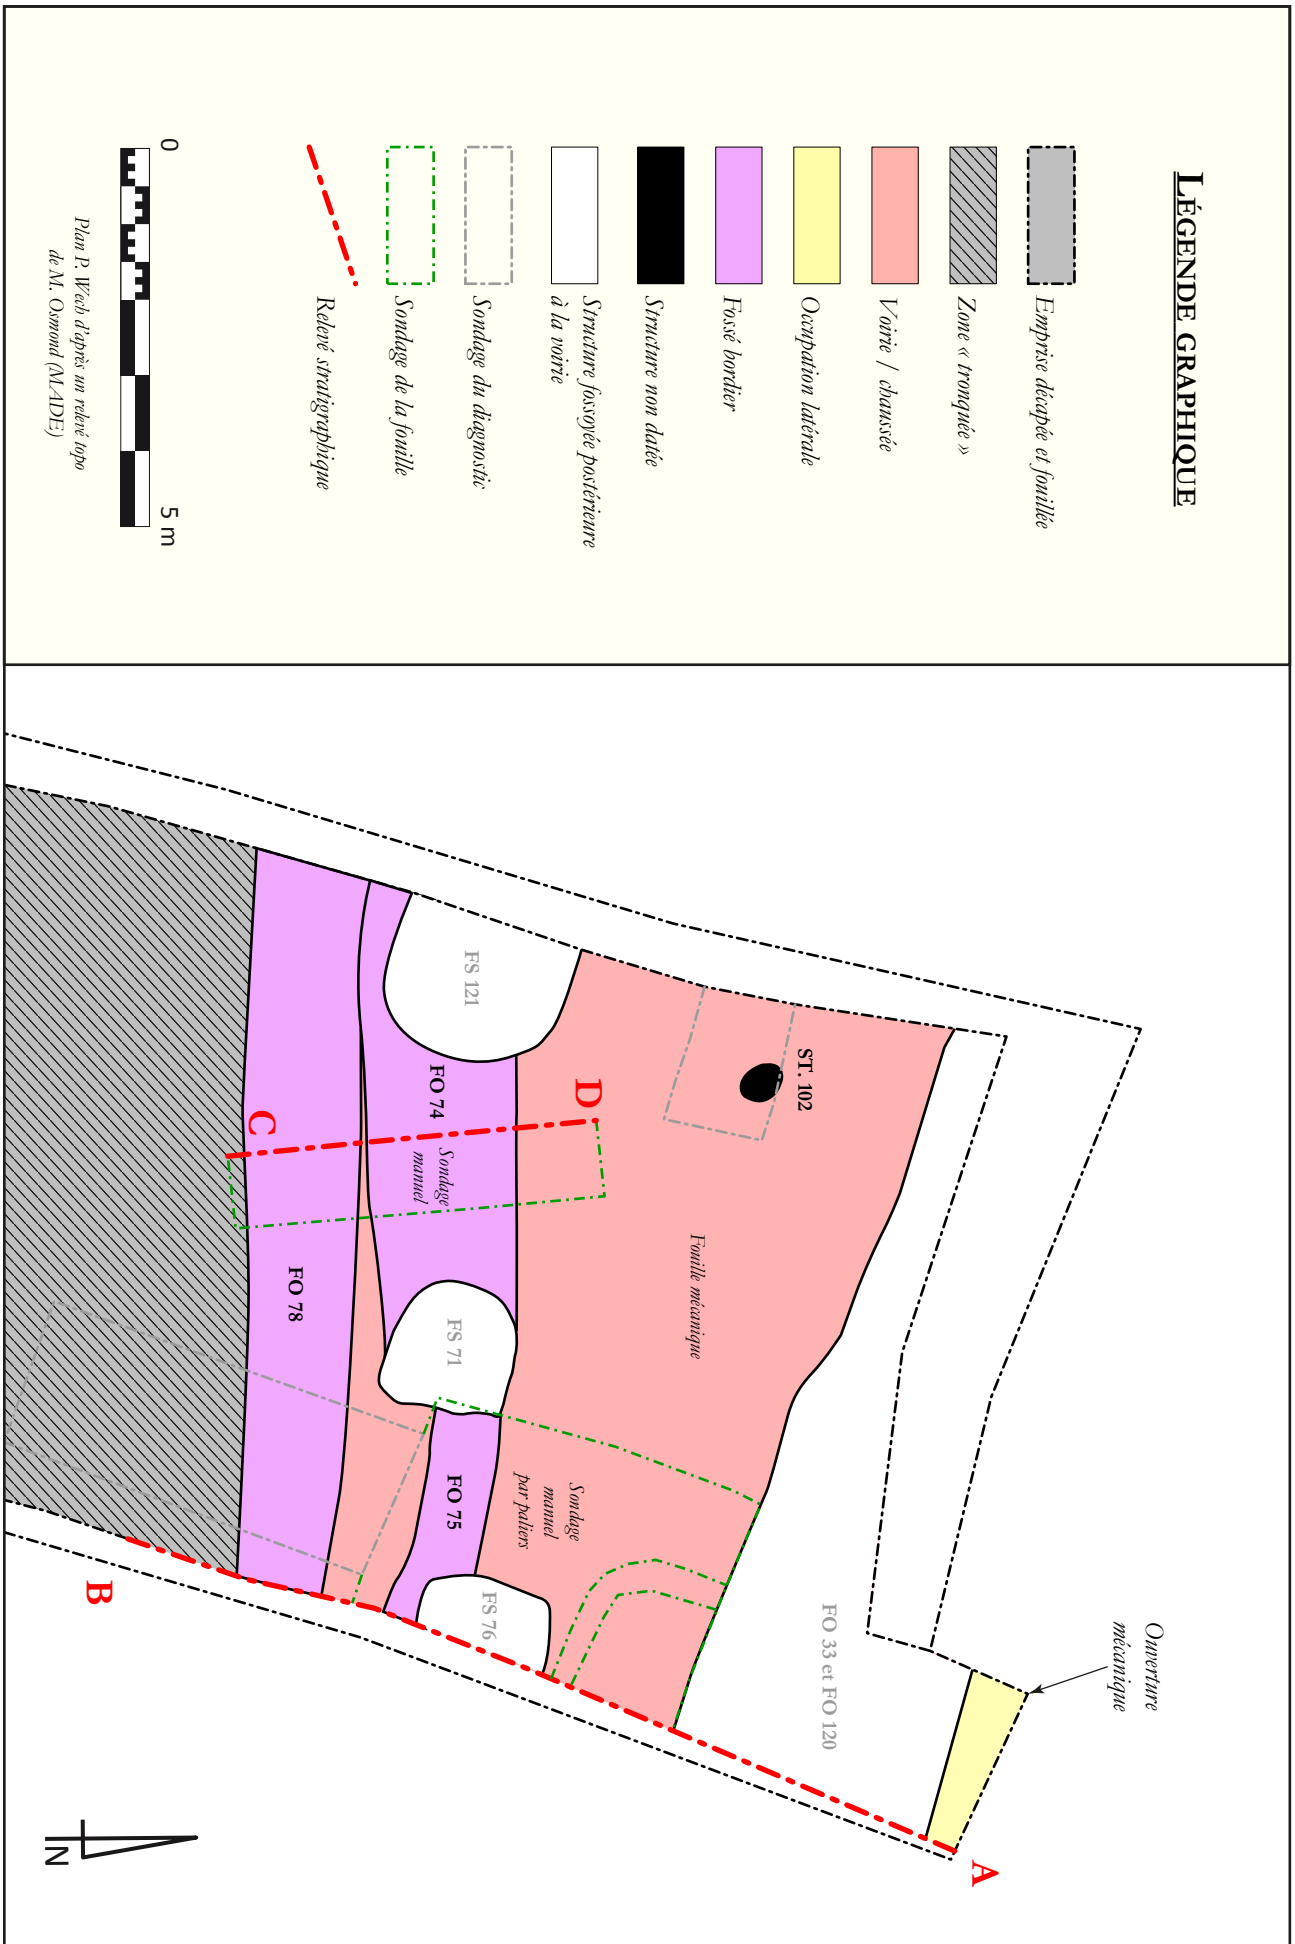 LÉGENDE GRAPHIQUE
Emprise décapée et fouillée
Zone « tronquée »
Voirie / chaussée
Occupation latérale
Fossé bordier
Structure non datée
Structure fossoyée postérieure
à la voirie
Sondage du diagnostic
Sondage de la fouille
Relevé stratigraphique
0
5 m
Plan P. Wech d'après un relevé topo
de M. Osmond (MADE)
Ouverture
mécanique
A
FO 33 et FO 120
ST. 102
Fouille mécanique
D
Sondage
manuel
par paliers
FS 121
FS 76
FS 71
FO 75
FO 74
Sondage
manuel
FO 78
C
B
N